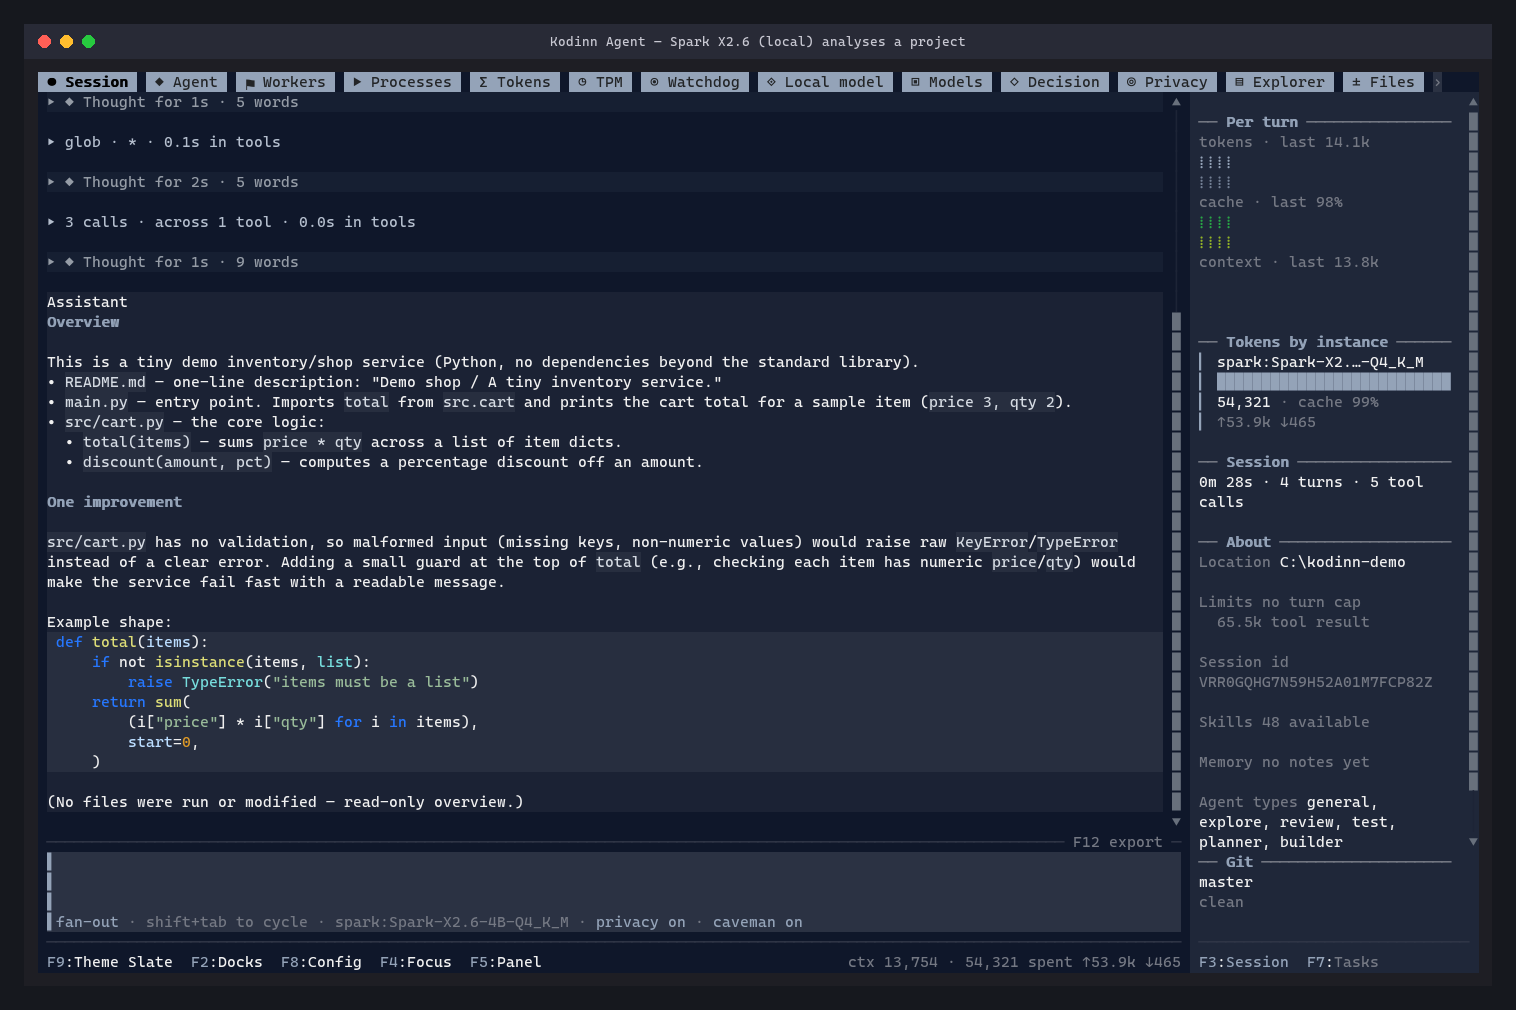 Kodinn Agent — Spark X2.6 (local) analyses a project
● Session ◆ Agent Workers ▶ Processes Σ Tokens ◔ TPM ⦿ Watchdog ⟐ Local model ▣ Models ◇ Decision ◎ Privacy ⊟ Explorer ± Files ›
▶ ◆ Thought for 1s · 5 words
▶ glob · * · 0.1s in tools
▶ ◆ Thought for 2s · 5 words
▶ 3 calls · across 1 tool · 0.0s in tools
▶ ◆ Thought for 1s · 9 words
Assistant
Overview
This is a tiny demo inventory/shop service (Python, no dependencies beyond the standard library).
• README.md — one-line description: "Demo shop / A tiny inventory service."
• main.py — entry point. Imports total from src.cart and prints the cart total for a sample item (price 3, qty 2).
• src/cart.py — the core logic:
• total(items) — sums price * qty across a list of item dicts.
• discount(amount, pct) — computes a percentage discount off an amount.
One improvement
src/cart.py has no validation, so malformed input (missing keys, non-numeric values) would raise raw KeyError/TypeError
instead of a clear error. Adding a small guard at the top of total (e.g., checking each item has numeric price/qty) would
make the service fail fast with a readable message.
Example shape:
def total(items):
    if not isinstance(items, list):
        raise TypeError("items must be a list")
    return sum(
        (i["price"] * i["qty"] for i in items),
        start=0,
    )
(No files were run or modified — read-only overview.)
F12 export
fan-out · shift+tab to cycle · spark:Spark-X2.6-4B-Q4_K_M · privacy on · caveman on
F9:Theme Slate F2:Docks F8:Config F4:Focus F5:Panel
ctx 13,754 · 54,321 spent ↑53.9k ↓465
Per turn
tokens · last 14.1k
cache · last 98%
context · last 13.8k
Tokens by instance
spark:Spark-X2.…-Q4_K_M
54,321 · cache 99%
↑53.9k ↓465
Session
0m 28s · 4 turns · 5 tool
calls
About
Location C:\kodinn-demo
Limits no turn cap
65.5k tool result
Session id
VRR0GQHG7N59H52A01M7FCP82Z
Skills 48 available
Memory no notes yet
Agent types general,
explore, review, test,
planner, builder
Git
master
clean
F3:Session F7:Tasks